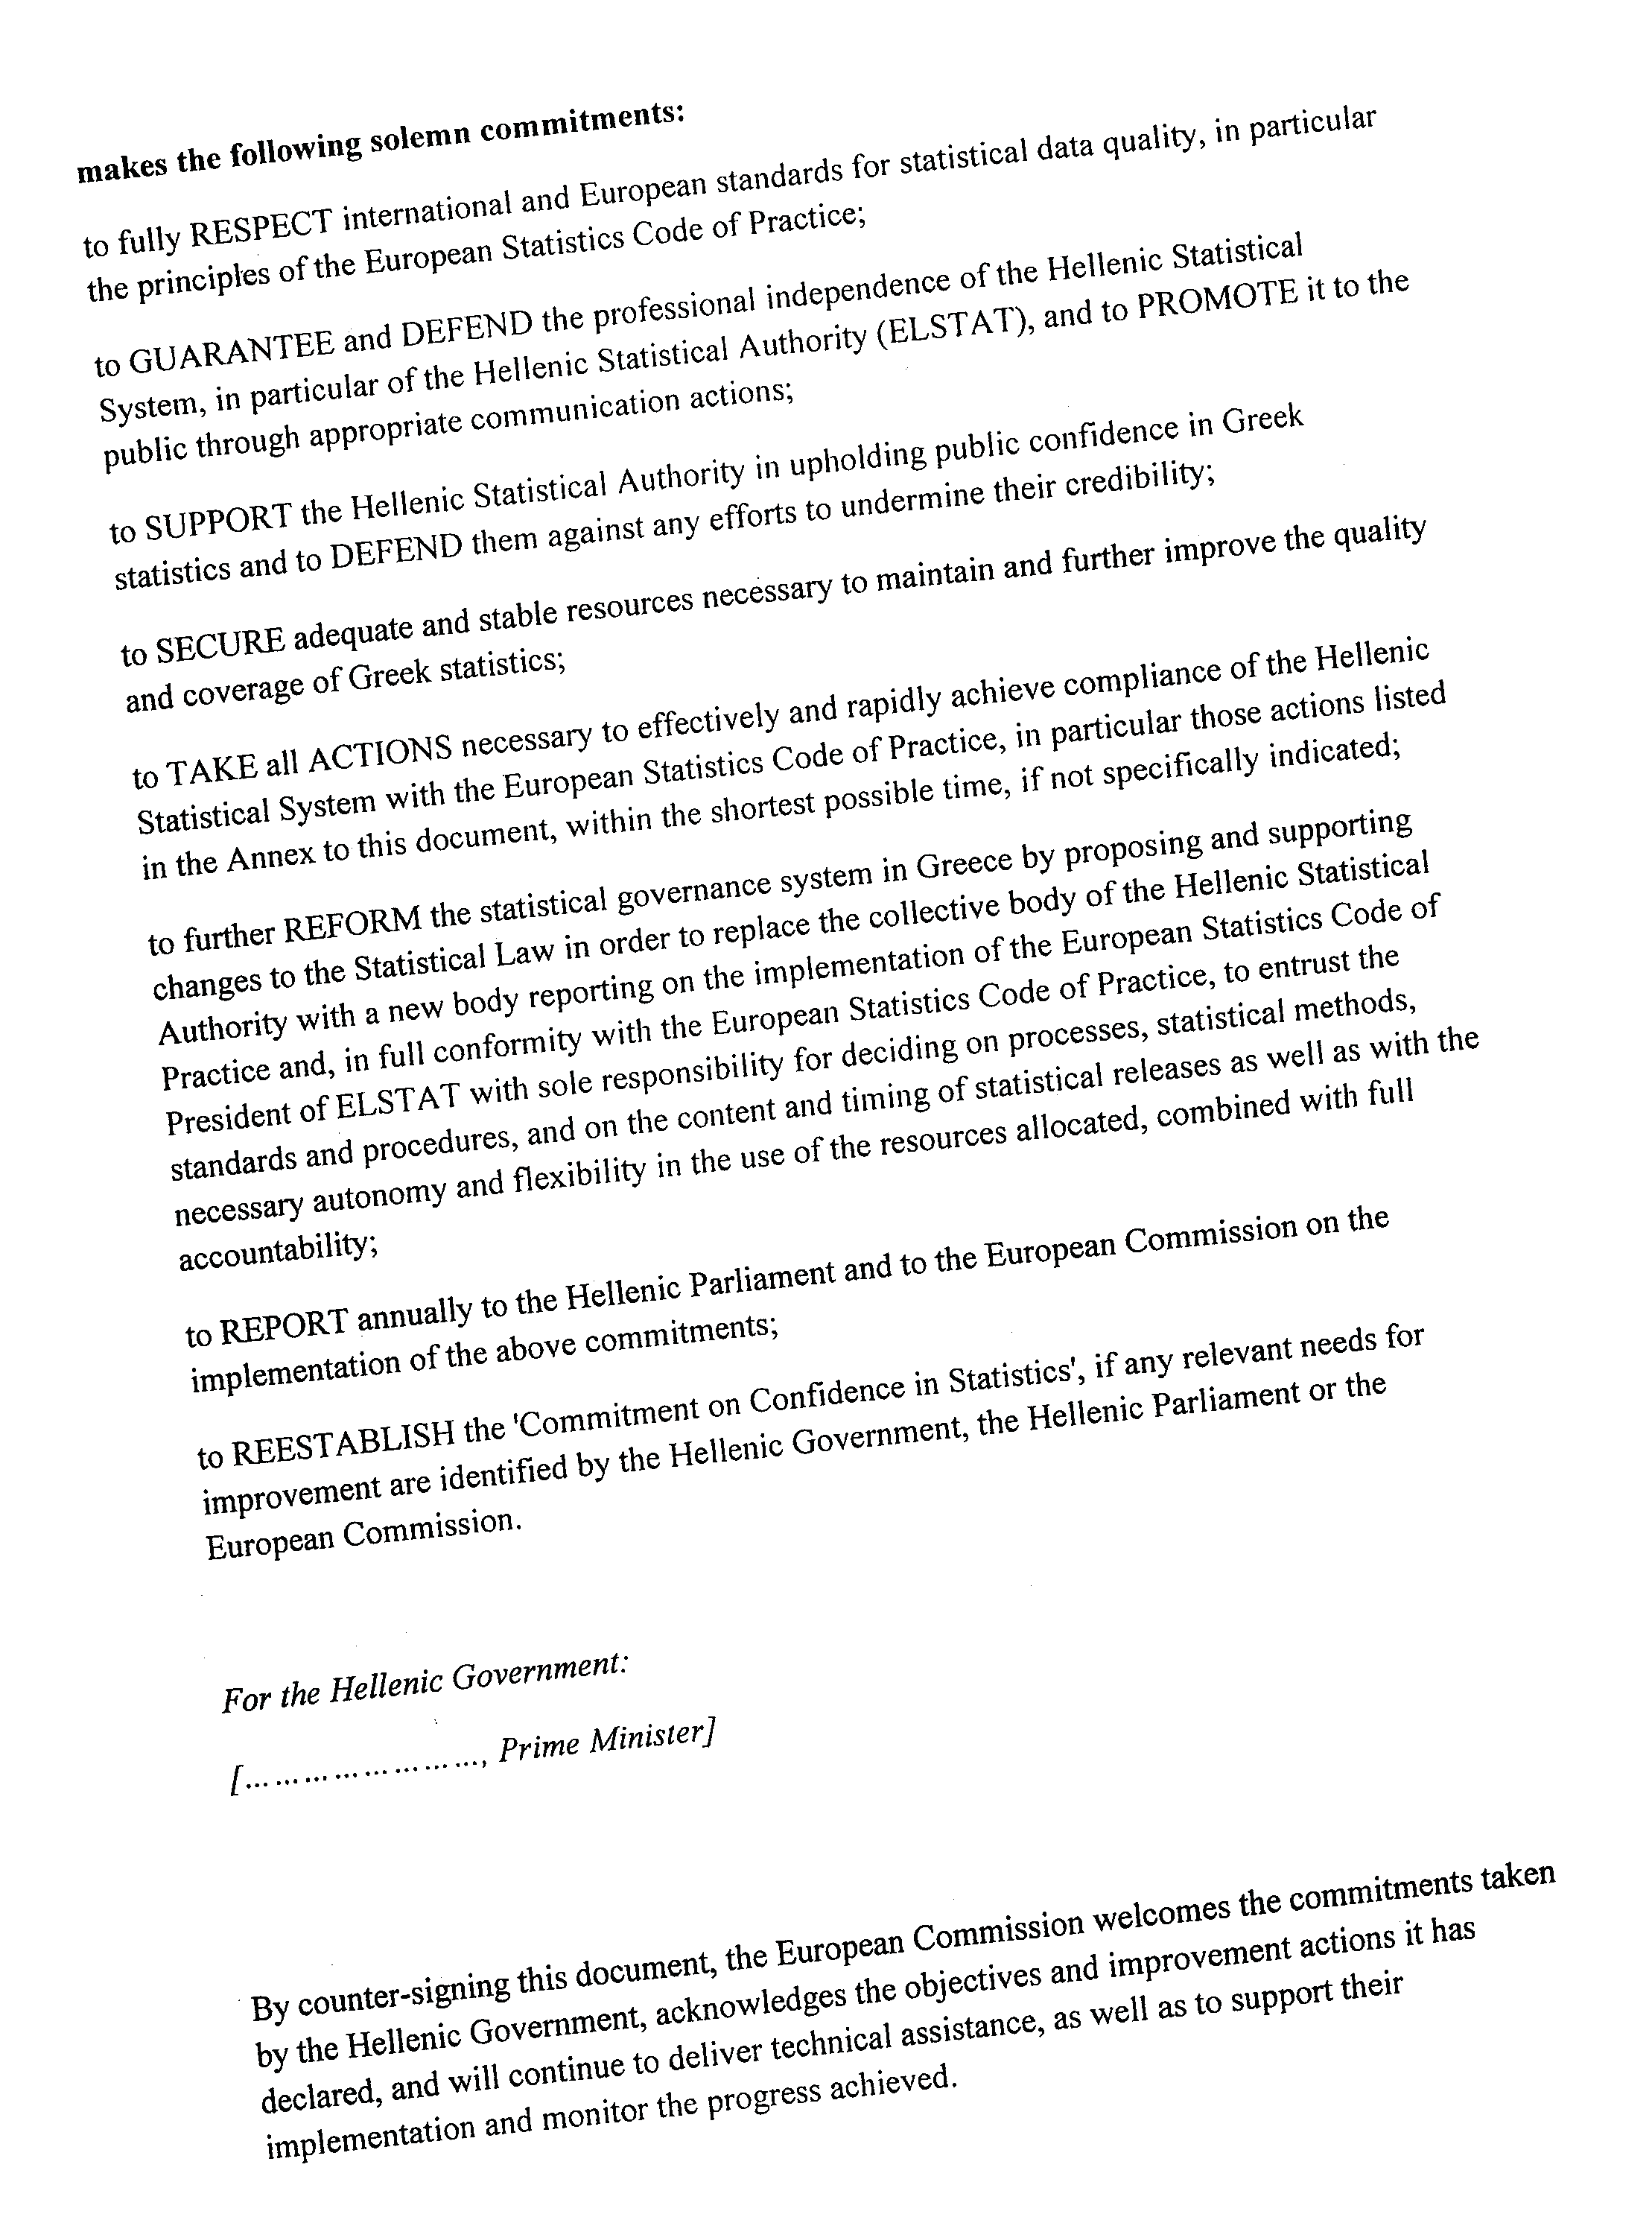 makes the following solemn commitments:
to fully RESPECT international and European standards for statistical data quality, in particular
the principles of the European Statistics Code of Practice;
to GUARANTEE and DEFEND the professional independence of the Hellenic Statistical
System, in particular of the Hellenic Statistical Authority (ELSTAT), and to PROMOTE it to the
public through appropriate communication actions;
to SUPPORT the Hellenic Statistical Authority in upholding public confidence in Greek
statistics and to DEFEND them against any efforts to undermine their credibility;
to SECURE adequate and stable resources necessary to maintain and further improve the quality
and coverage of Greek statistics;
to TAKE all ACTIONS necessary to effectively and rapidly achieve compliance of the Hellenic
Statistical System with the European Statistics Code of Practice, in particular those actions listed
in the Annex to this document, within the shortest possible time, if not specifically indicated;
to further REFORM the statistical governance system in Greece by proposing and supporting
changes to the Statistical Law in order to replace the collective body of the Hellenic Statistical
Authority with a new body reporting on the implementation of the European Statistics Code of
Practice and, in full conformity with the European Statistics Code of Practice, to entrust the
President of ELSTAT with sole responsibility for deciding on processes, statistical methods,
standards and procedures, and on the content and timing of statistical releases as well as with the
necessary autonomy and flexibility in the use of the resources allocated, combined with full
accountability;
to REPORT annually to the Hellenic Parliament and to the European Commission on the
implementation of the above commitments;
to REESTABLISH the 'Commitment on Confidence in Statistics', if any relevant needs for
improvement are identified by the Hellenic Government, the Hellenic Parliament or the
European Commission.
For the Hellenic Government:
[... ... ... ... ... ... ... ..., Prime Minister]
By counter-signing this document, the European Commission welcomes the commitments taken
by the Hellenic Government, acknowledges the objectives and improvement actions it has
declared, and will continue to deliver technical assistance, as well as to support their
implementation and monitor the progress achieved.